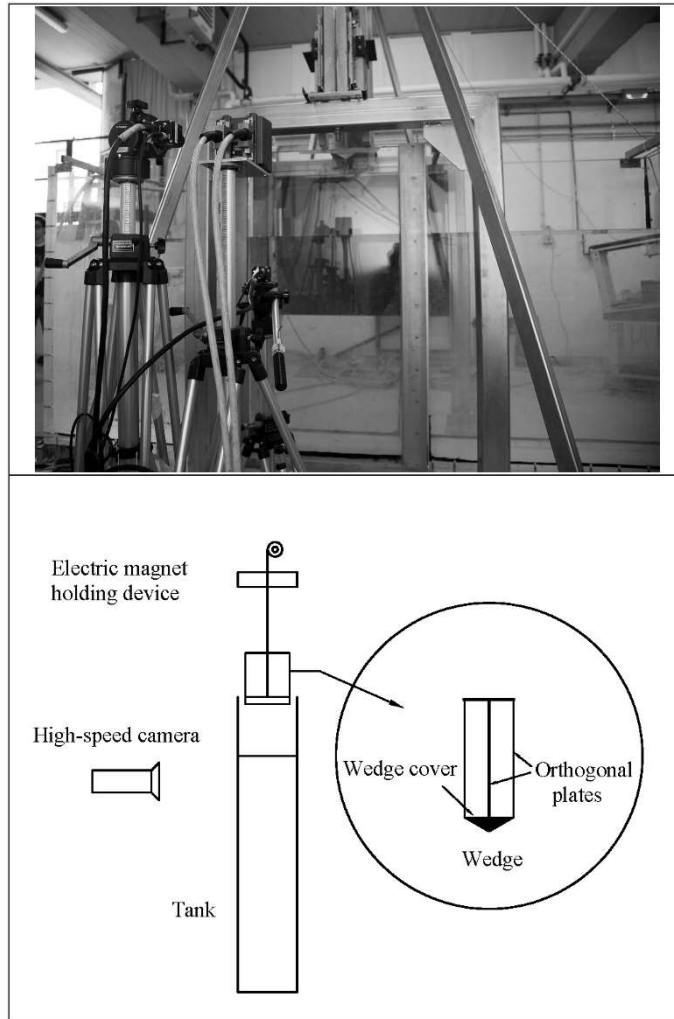 Electric magnet
holding device
High-speed camera
Wedge cover
Orthogonal
plates
Wedge
Tank